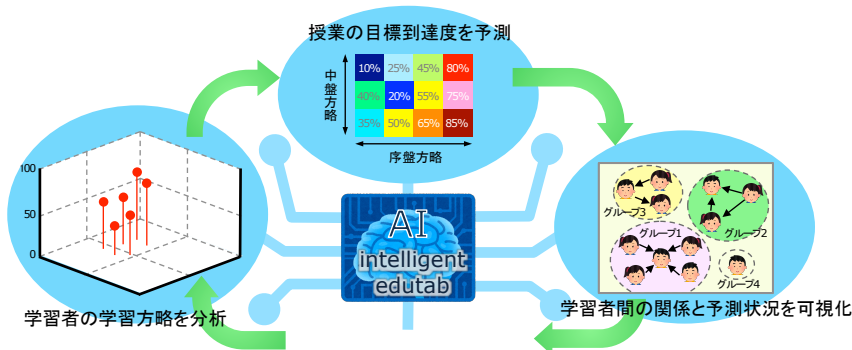 授業の目標到達度を予測
中盤方略
10% 25% 45% 80%
40% 20% 55% 75%
35% 50% 65% 85%
序盤方略
100
50
0
学習者の学習方略を分析
AI
intelligent
edutab
グループ3
グループ2
グループ1
グループ4
学習者間の関係と予測状況を可視化